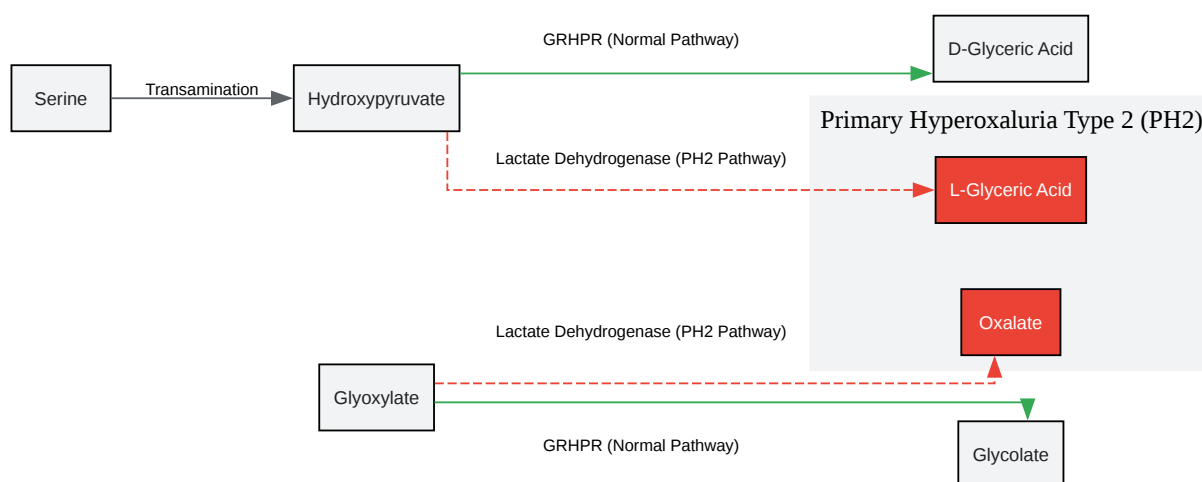 GRHPR (Normal Pathway)
D-Glyceric Acid
Serine
Transamination
Hydroxypyruvate
Primary Hyperoxaluria Type 2 (PH2)
Lactate Dehydrogenase (PH2 Pathway)
L-Glyceric Acid
Oxalate
Lactate Dehydrogenase (PH2 Pathway)
Glyoxylate
GRHPR (Normal Pathway)
Glycolate